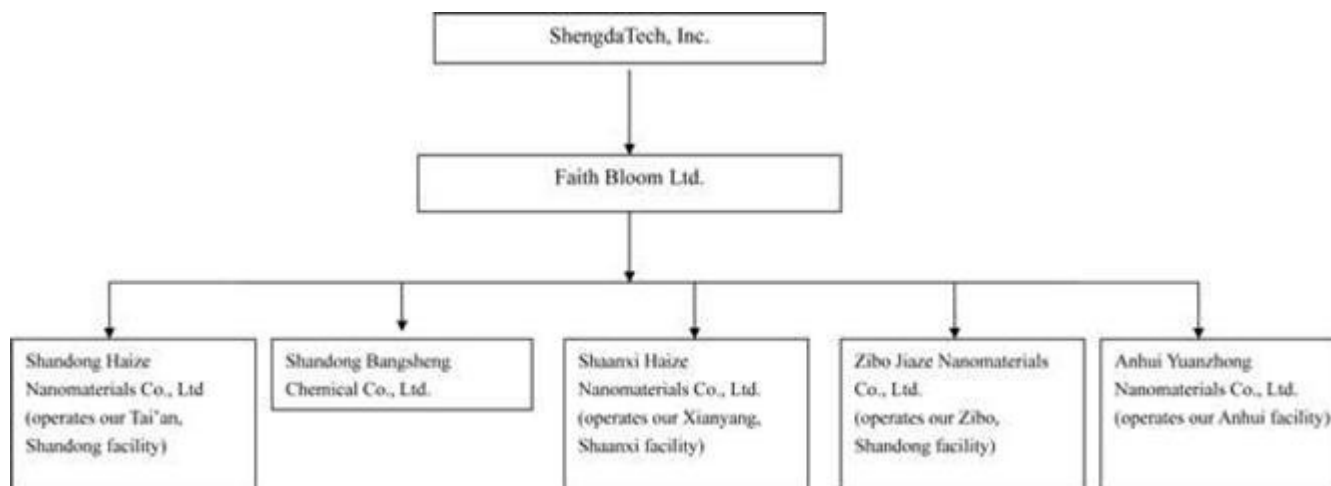 ShengdaTech, Inc.
Faith Bloom Ltd.
Shandong Haize
Nanomaterials Co., Ltd
(operates our Tai'an,
Shandong facility)
Shandong Bangsheng
Chemical Co., Ltd.
Shaanxi Haize
Nanomaterials Co., Ltd.
(operates our Xianyang,
Shaanxi facility)
Zibo Jiaze Nanomaterials
Co., Ltd.
(operates our Zibo,
Shandong facility)
Anhui Yuanzhong
Nanomaterials Co., Ltd.
(operates our Anhui facility)